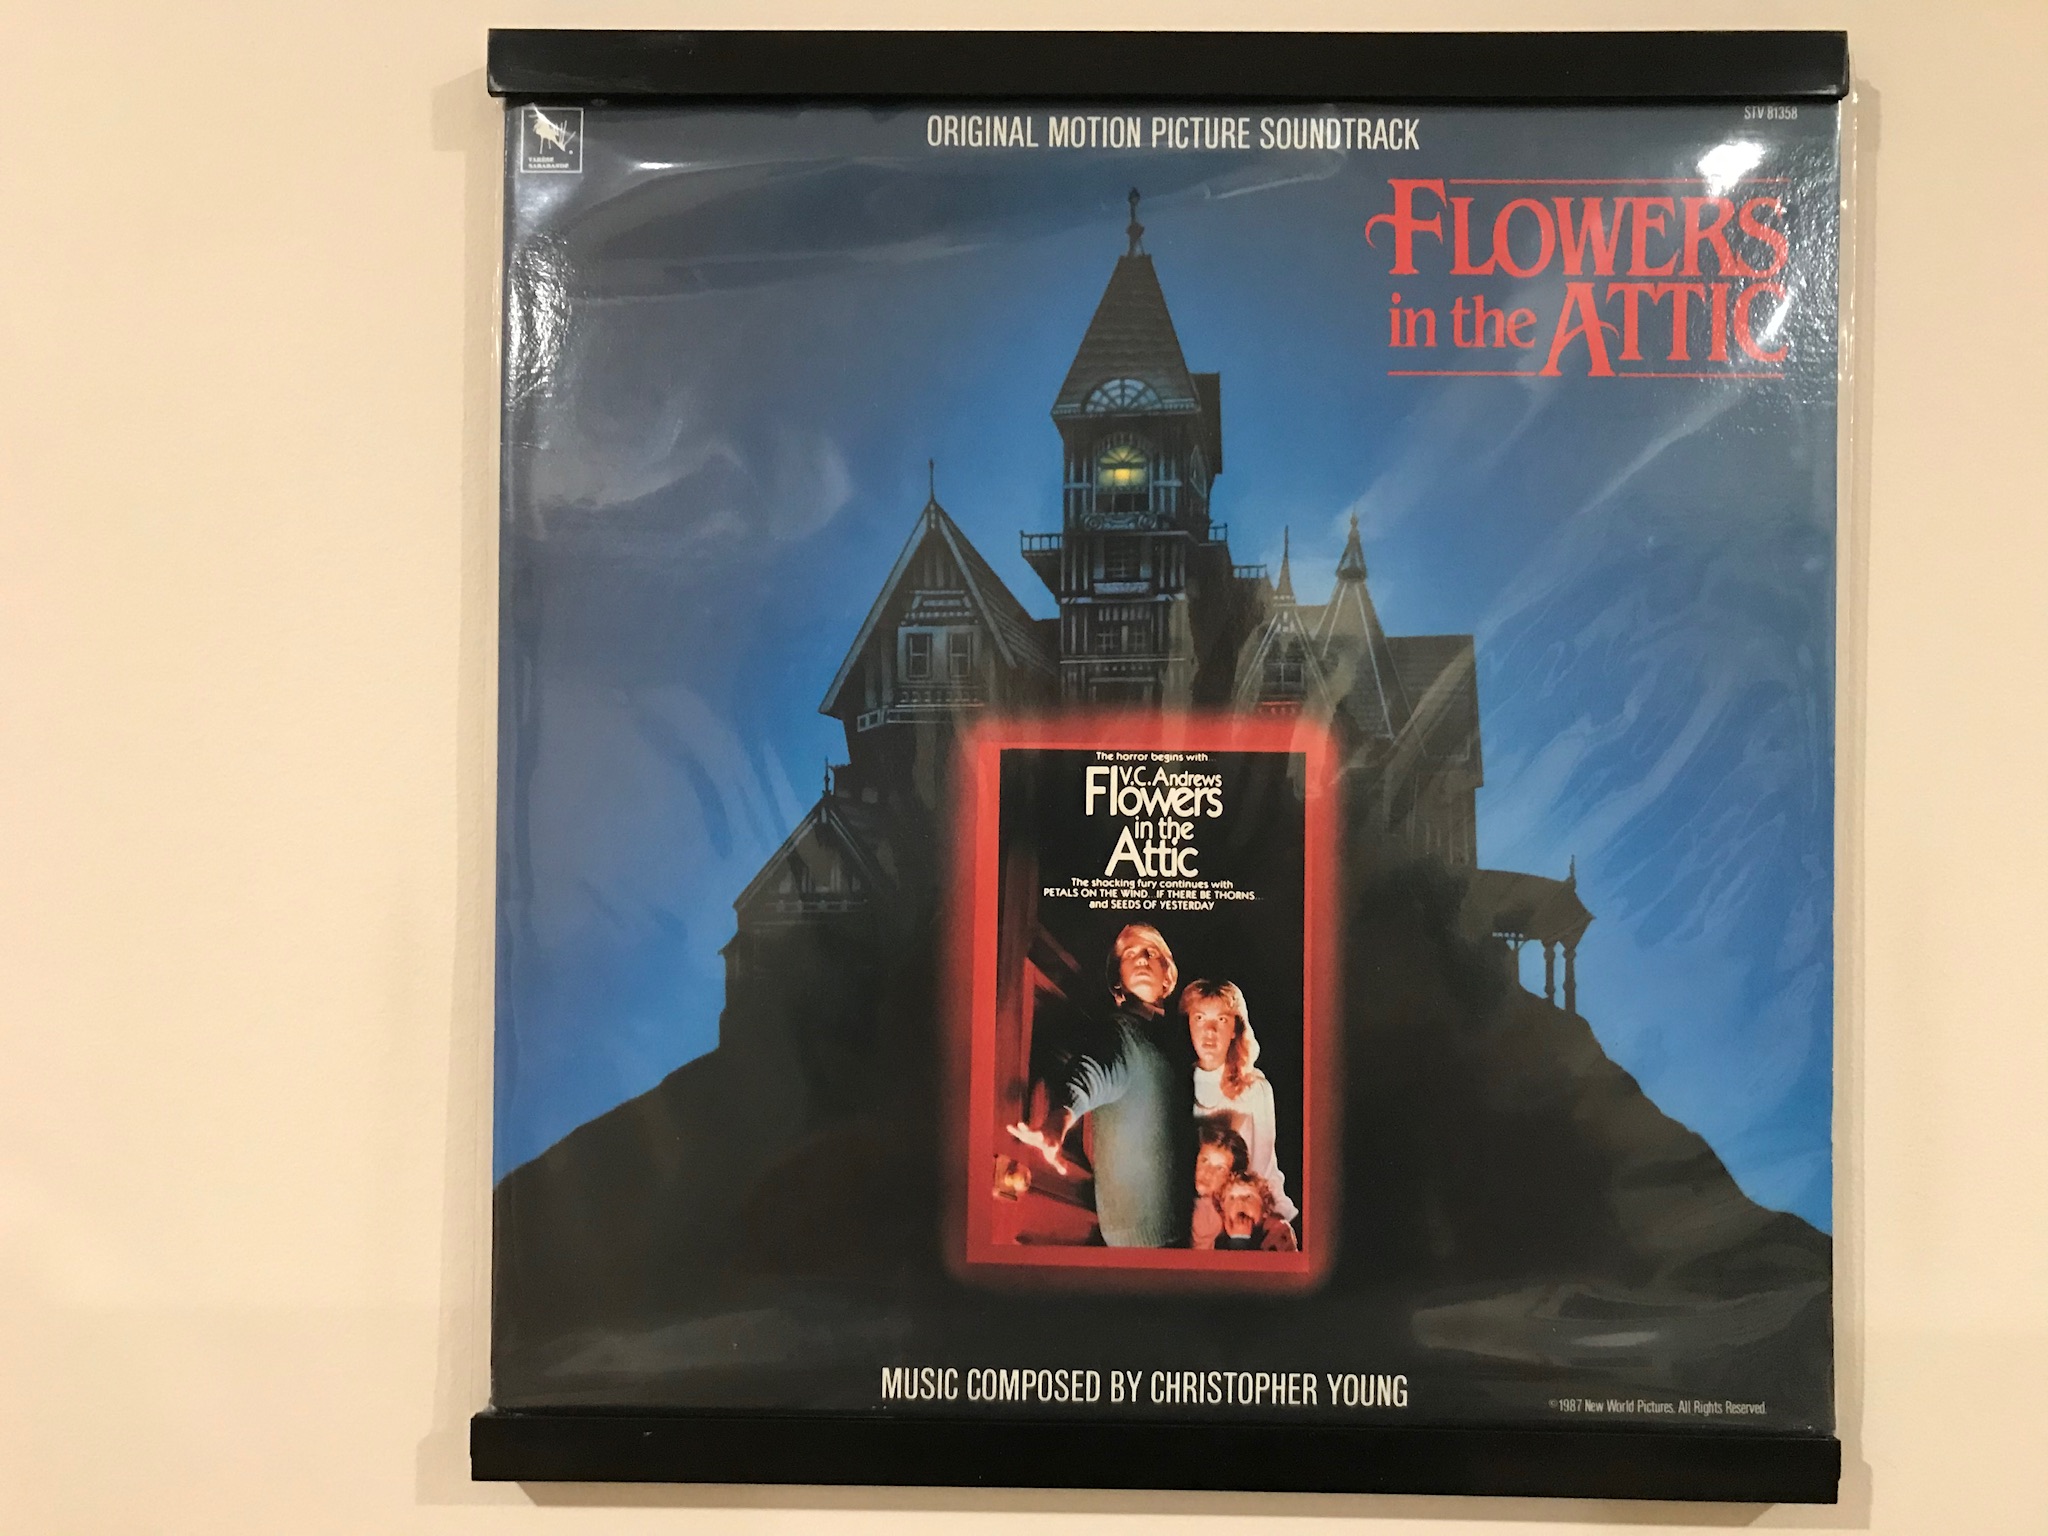 VARÈSE
SARABANDE
ORIGINAL MOTION PICTURE SOUNDTRACK
STV 81358
FLOWERS
in the ATTIC
The horror begins with...
V.C. Andrews
Flowers
in the
Attic
The shocking fury continues with
PETALS ON THE WIND...IF THERE BE THORNS...
and SEEDS OF YESTERDAY
MUSIC COMPOSED BY CHRISTOPHER YOUNG
©1987 New World Pictures. All Rights Reserved.